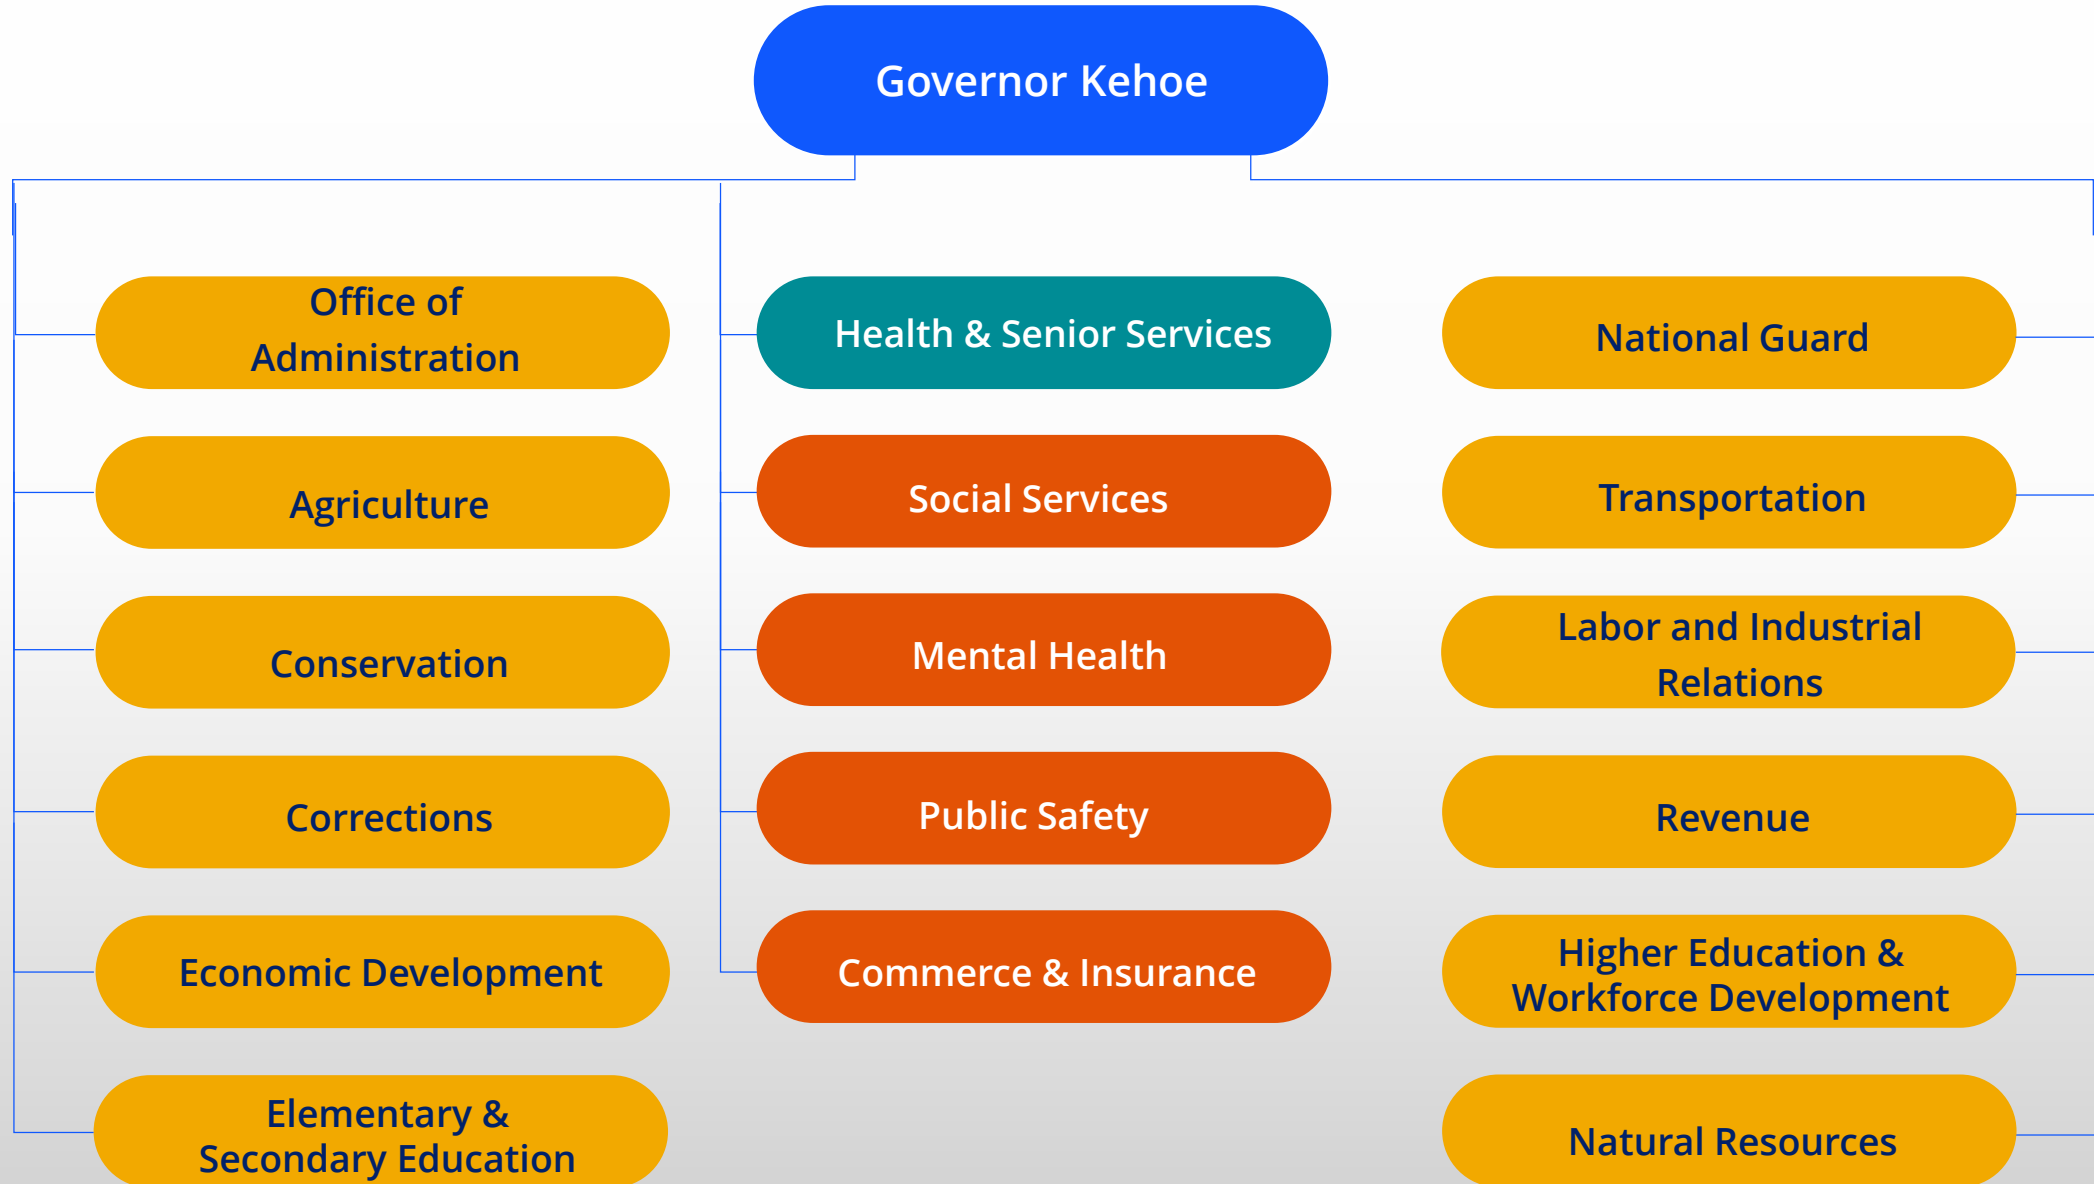 Governor Kehoe
Office of
Administration
Agriculture
Conservation
Corrections
Economic Development
Elementary &
Secondary Education
Health & Senior Services
Social Services
Mental Health
Public Safety
Commerce & Insurance
National Guard
Transportation
Labor and Industrial
Relations
Revenue
Higher Education &
Workforce Development
Natural Resources